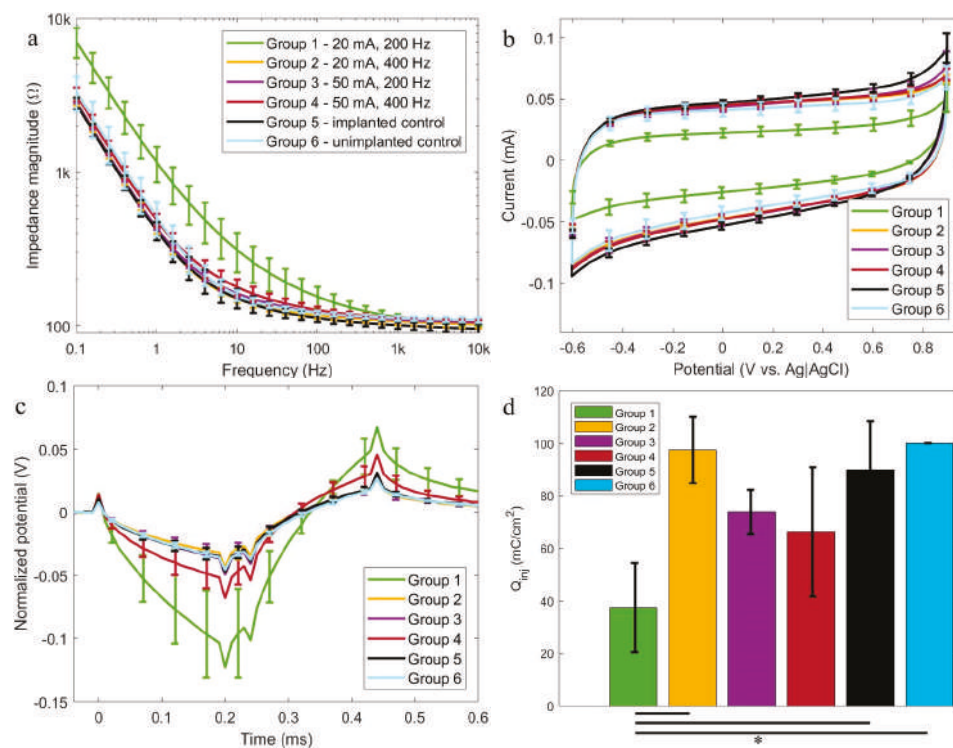 a
10k
1k
100
Impedance magnitude (Ω)
Group 1 - 20 mA, 200 Hz
Group 2 - 20 mA, 400 Hz
Group 3 - 50 mA, 200 Hz
Group 4 - 50 mA, 400 Hz
Group 5 - implanted control
Group 6 - unimplanted control
0.1 1 10 100 1k 10k
Frequency (Hz)
b
0.1
0.05
0
-0.05
-0.1
Current (mA)
Group 1
Group 2
Group 3
Group 4
Group 5
Group 6
-0.6 -0.4 -0.2 0 0.2 0.4 0.6 0.8
Potential (V vs. Ag|AgCl)
c
0.05
0
-0.05
-0.1
-0.15
Normalized potential (V)
Group 1
Group 2
Group 3
Group 4
Group 5
Group 6
0 0.1 0.2 0.3 0.4 0.5 0.6
Time (ms)
d
120
100
80
60
40
20
0
Qinj (mC/cm²)
Group 1
Group 2
Group 3
Group 4
Group 5
Group 6
*